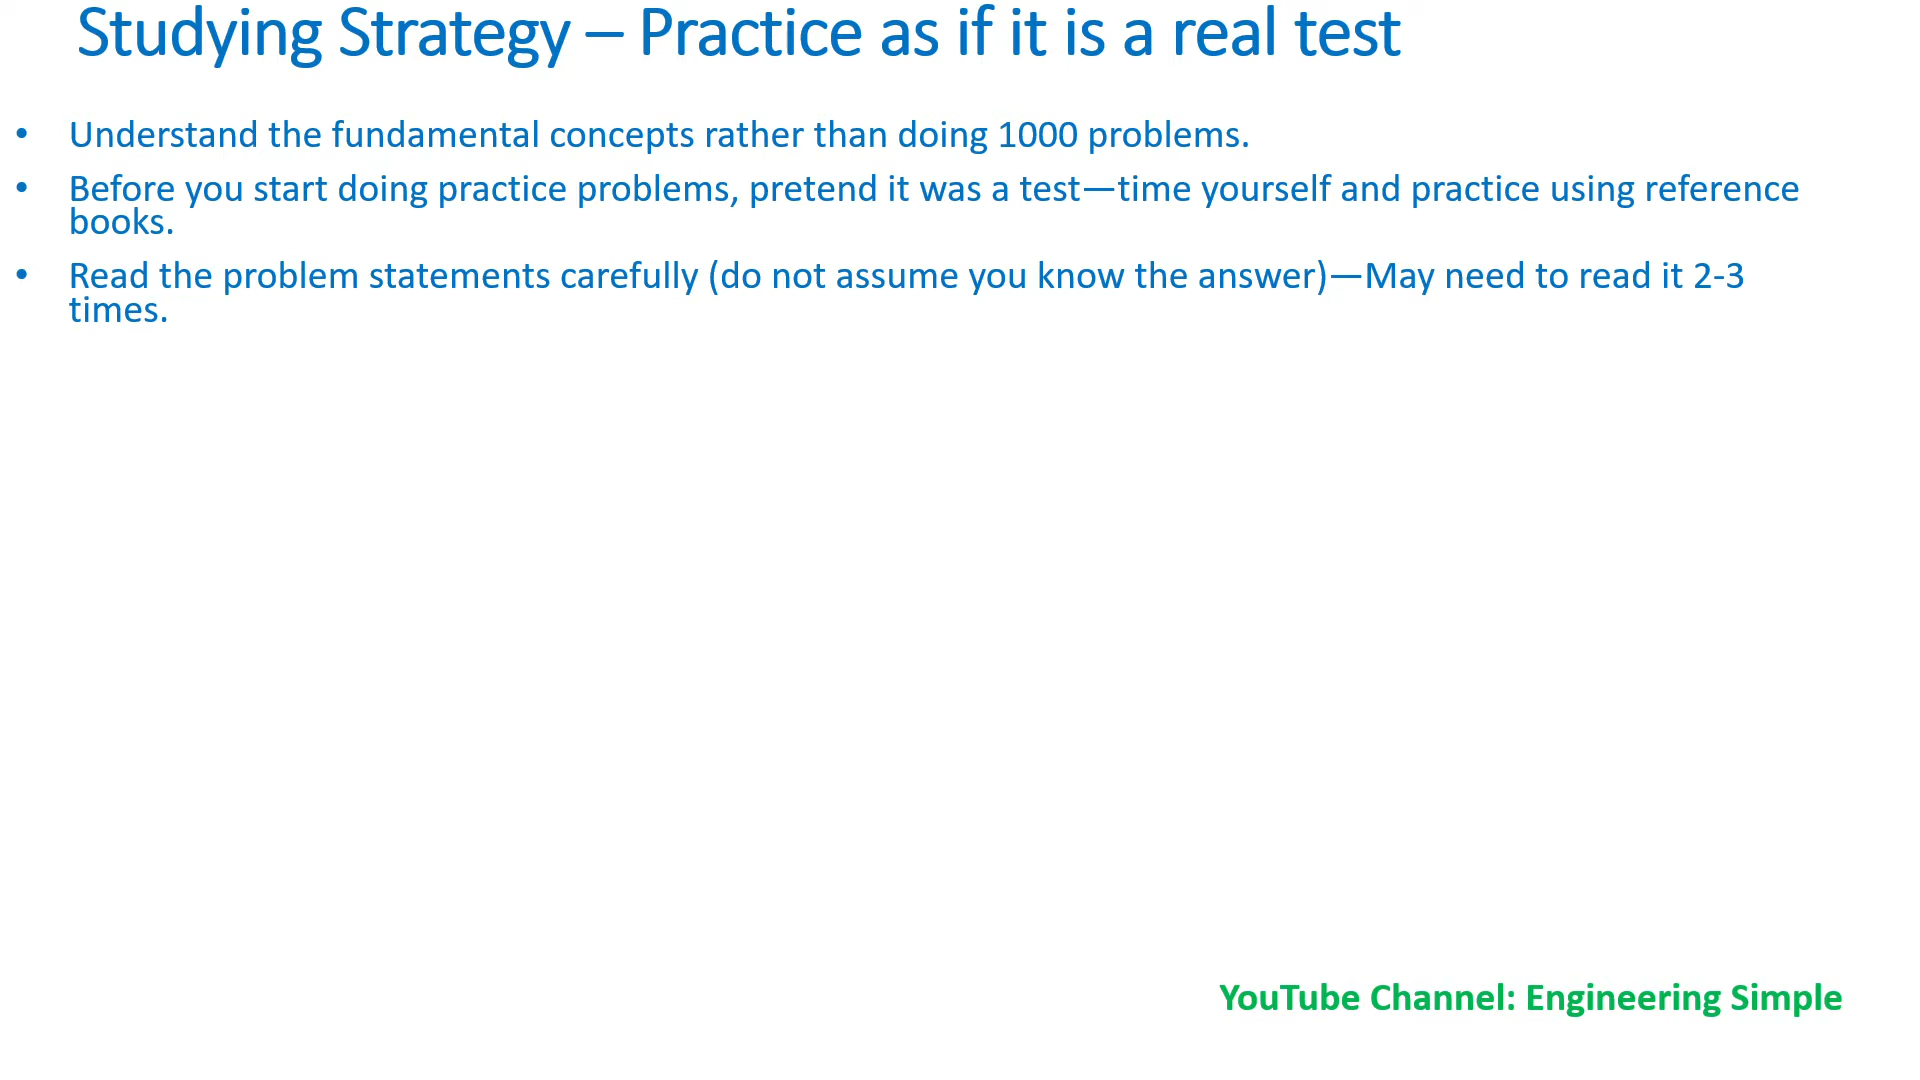 Studying Strategy – Practice as if it is a real test
• Understand the fundamental concepts rather than doing 1000 problems.
• Before you start doing practice problems, pretend it was a test—time yourself and practice using reference
books.
• Read the problem statements carefully (do not assume you know the answer)—May need to read it 2-3
times.
YouTube Channel: Engineering Simple